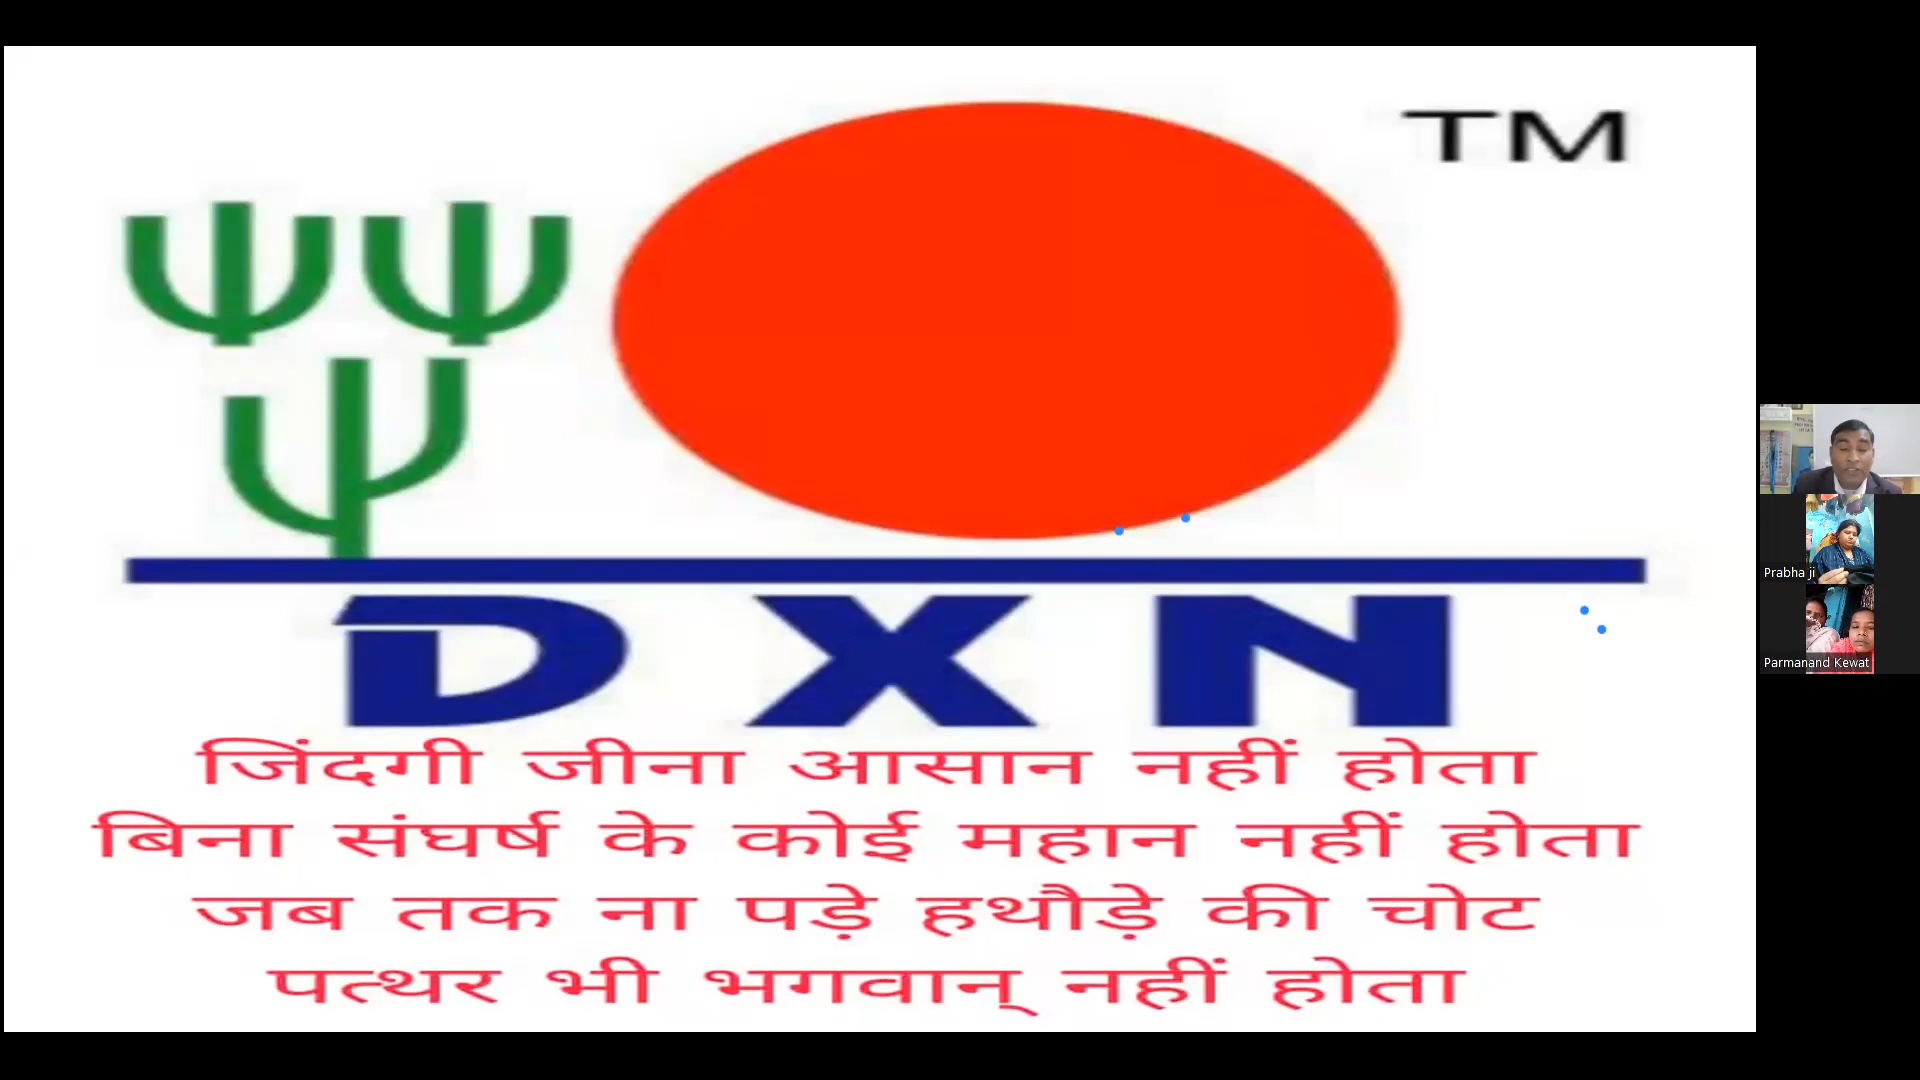 TM
DXN
जिंदगी जीना आसान नहीं होता
बिना संघर्ष के कोई महान नहीं होता
जब तक ना पड़े हथौड़े की चोट
पत्थर भी भगवान् नहीं होता
Prabha ji
Parmanand Kewat